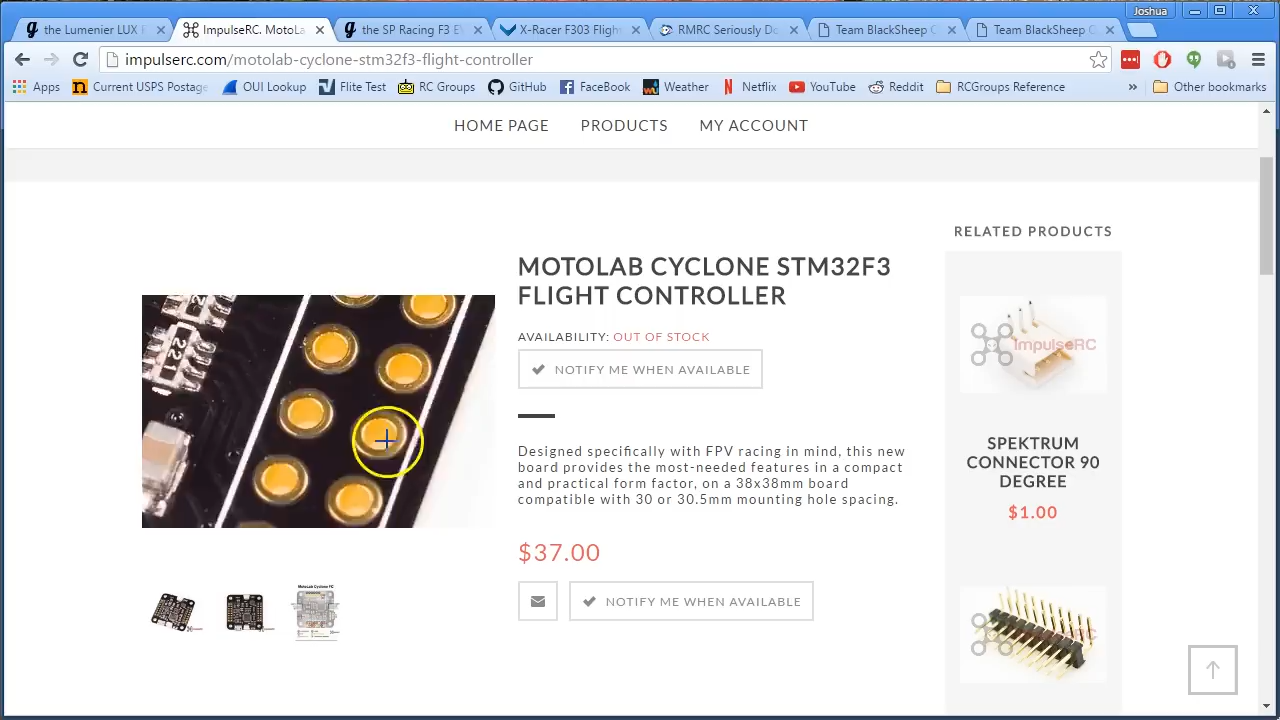 Joshua
the Lumenier LUX F
ImpulseRC. MotoLa
the SP Racing F3 E
X-Racer F303 Fligh
RMRC Seriously Do
Team BlackSheep C
Team BlackSheep G
impulserc.com/motolab-cyclone-stm32f3-flight-controller
Apps
Current USPS Postage
OUI Lookup
Flite Test
RC Groups
GitHub
FaceBook
Weather
Netflix
YouTube
Reddit
RCGroups Reference
»
Other bookmarks
HOME PAGE
PRODUCTS
MY ACCOUNT
RELATED PRODUCTS
MOTOLAB CYCLONE STM32F3
FLIGHT CONTROLLER
AVAILABILITY: OUT OF STOCK
NOTIFY ME WHEN AVAILABLE
Designed specifically with FPV racing in mind, this new
board provides the most-needed features in a compact
and practical form factor, on a 38x38mm board
compatible with 30 or 30.5mm mounting hole spacing.
$37.00
NOTIFY ME WHEN AVAILABLE
22
MotoLab Cyclone FC
ImpulseRC
SPEKTRUM
CONNECTOR 90
DEGREE
$1.00